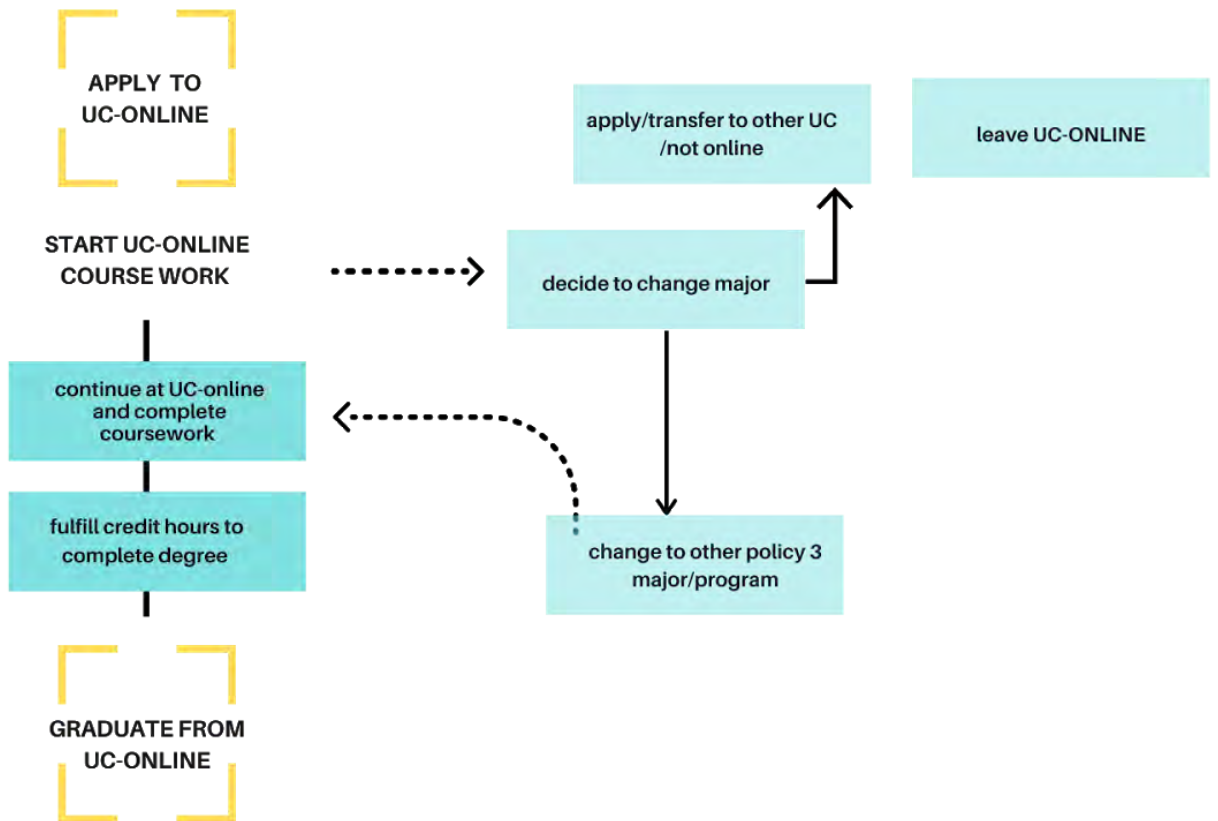 APPLY TO
UC-ONLINE
apply/transfer to other UC
/not online
leave UC-ONLINE
START UC-ONLINE
COURSE WORK
decide to change major
continue at UC-online
and complete
coursework
fulfill credit hours to
complete degree
change to other policy 3
major/program
GRADUATE FROM
UC-ONLINE